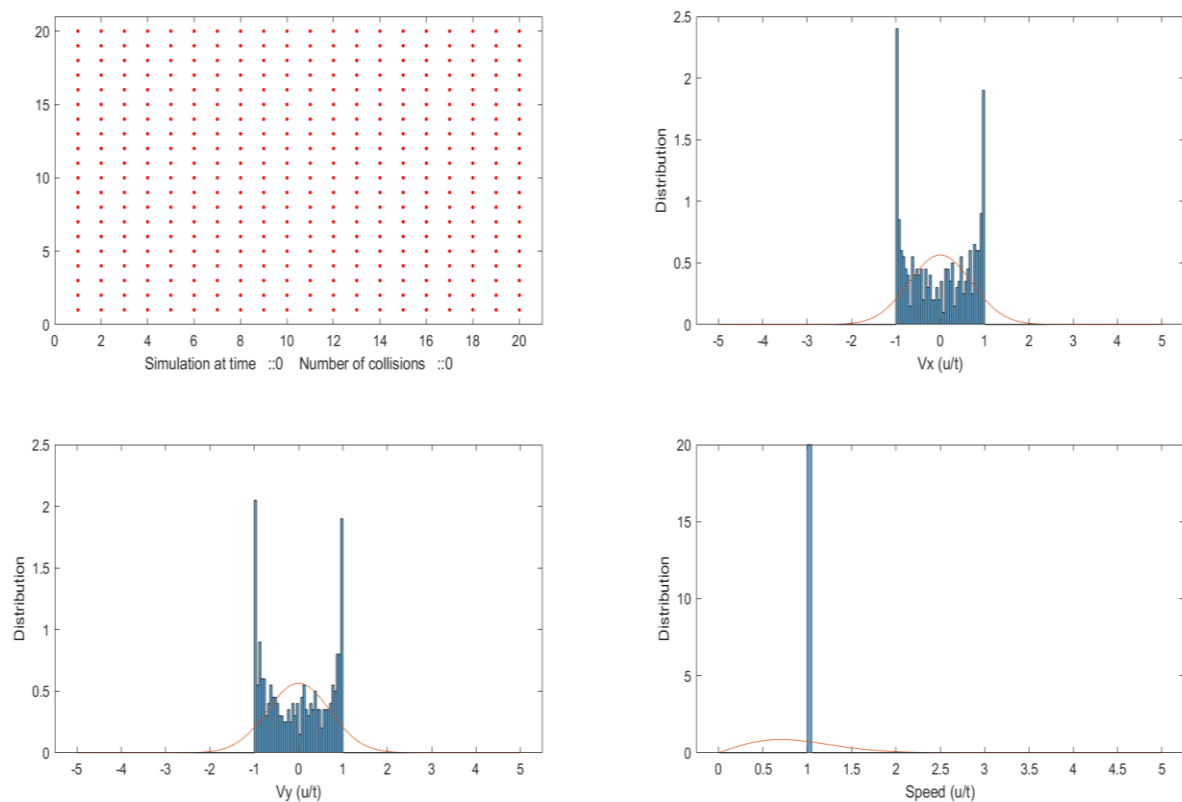 20
15
10
5
0
0 2 4 6 8 10 12 14 16 18 20
Simulation at time ::0 Number of collisions ::0
2.5
2
1.5
1
0.5
0
Distribution
-5 -4 -3 -2 -1 0 1 2 3 4 5
Vx (u/t)
2.5
2
1.5
1
0.5
0
Distribution
-5 -4 -3 -2 -1 0 1 2 3 4 5
Vy (u/t)
20
15
10
5
0
Distribution
0 0.5 1 1.5 2 2.5 3 3.5 4 4.5 5
Speed (u/t)